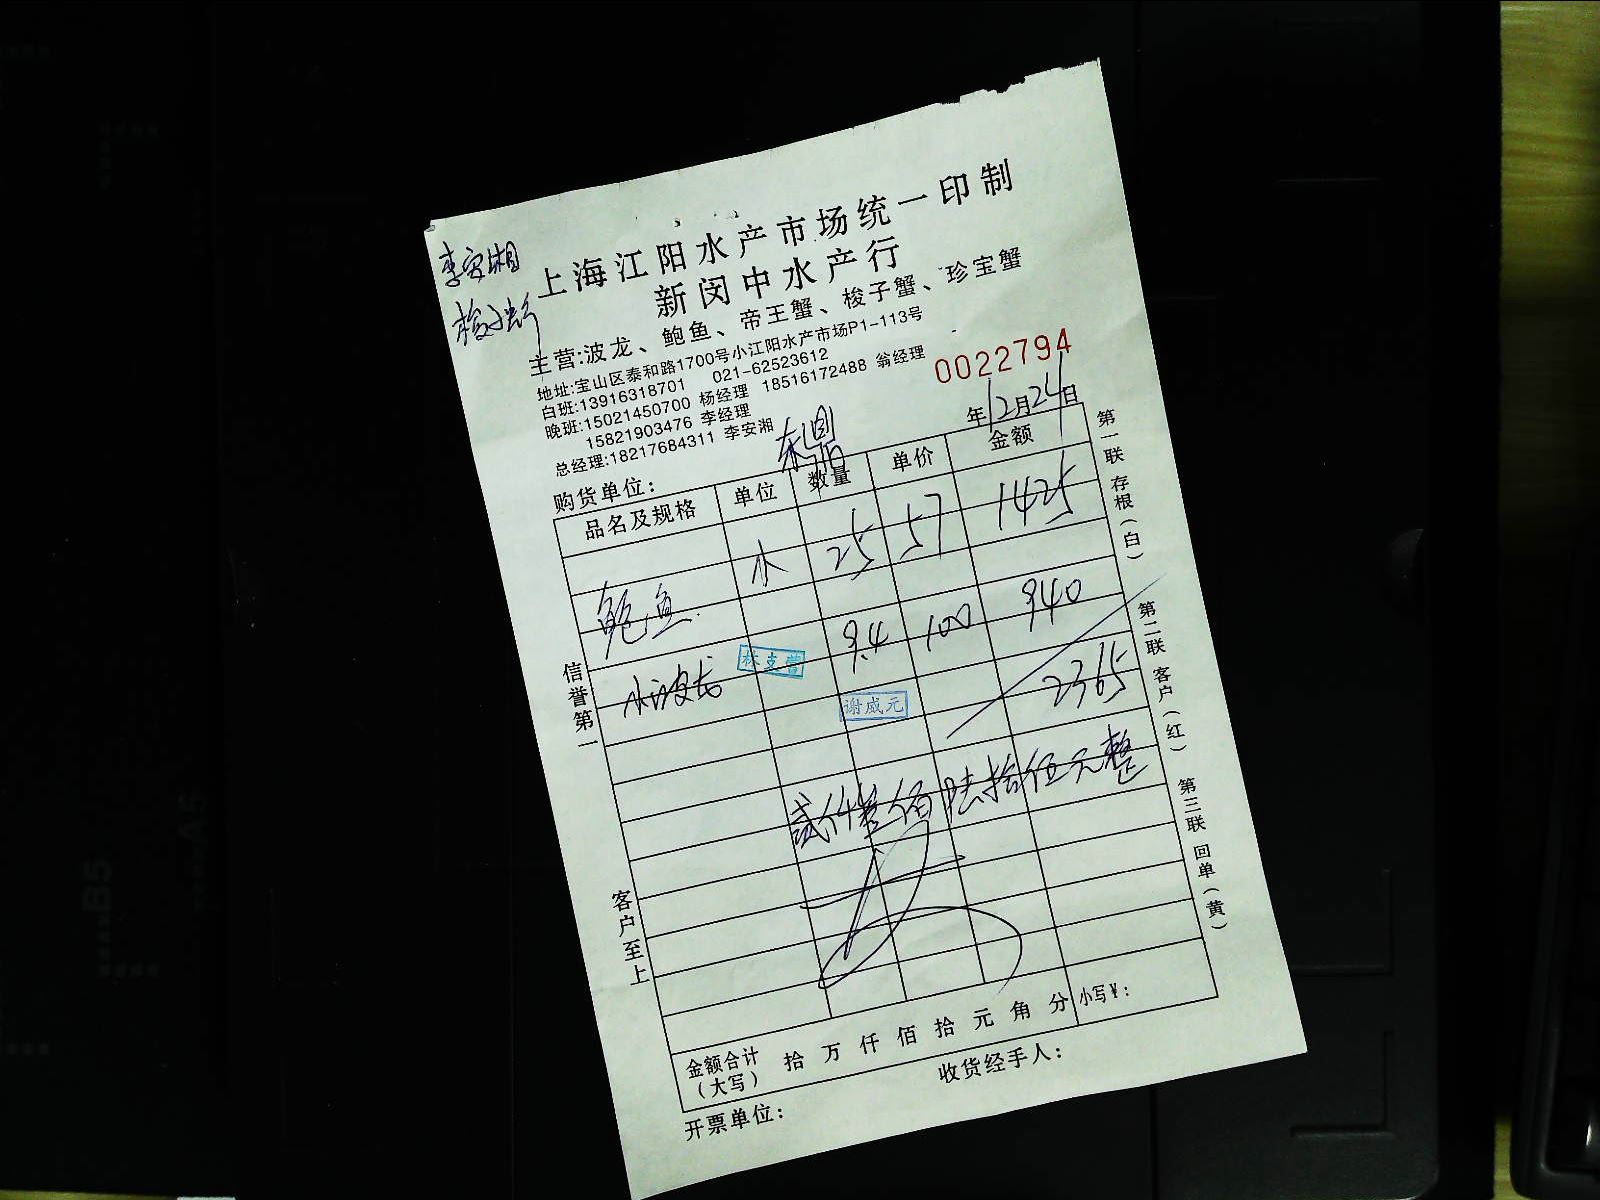 李安湘
上海江阳水产市场统一印制
新闵中水产行
主营:波龙、鲍鱼、帝王蟹、梭子蟹、珍宝蟹
地址:宝山区泰和路1700号小江阳水产市场P1-113号
白班:13916318701 021-62523612
晚班:15021450700 杨经理 18516172488 翁经理
15821903476 李经理
总经理:18217684311 李安湘
0022794
年12月24日
购货单位: 东鼎
品名及规格 单位 数量 单价 金额
鲍鱼 小 25 57 1425
小波龙 9.4 100 940
林支营
谢威元
2365
贰仟叁佰陆拾伍元整
金额合计(大写) 拾 万 仟 佰 拾 元 角 分 小写¥:
开票单位: 收货经手人:
信誉第一
客户至上
第一联 存根(白)
第二联 客户(红)
第三联 回单(黄)
B5
A5